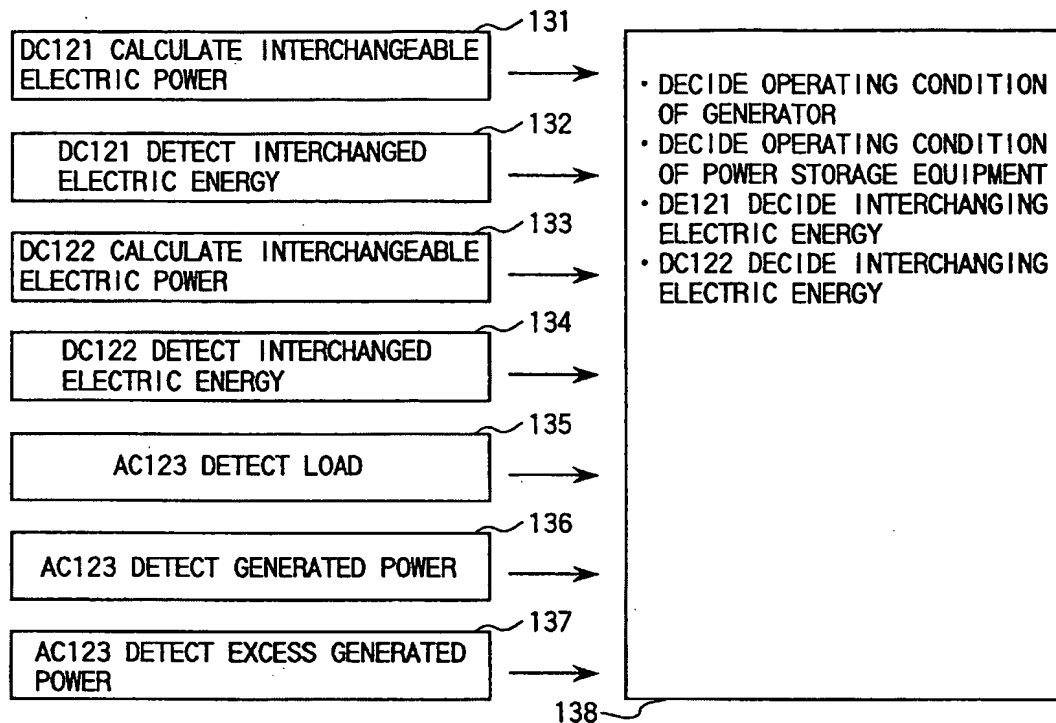 131
DC121 CALCULATE INTERCHANGEABLE
ELECTRIC POWER
132
DC121 DETECT INTERCHANGED
ELECTRIC ENERGY
133
DC122 CALCULATE INTERCHANGEABLE
ELECTRIC POWER
134
DC122 DETECT INTERCHANGED
ELECTRIC ENERGY
135
AC123 DETECT LOAD
136
AC123 DETECT GENERATED POWER
137
AC123 DETECT EXCESS GENERATED
POWER
・DECIDE OPERATING CONDITION
OF GENERATOR
・DECIDE OPERATING CONDITION
OF POWER STORAGE EQUIPMENT
・DE121 DECIDE INTERCHANGING
ELECTRIC ENERGY
・DC122 DECIDE INTERCHANGING
ELECTRIC ENERGY
138